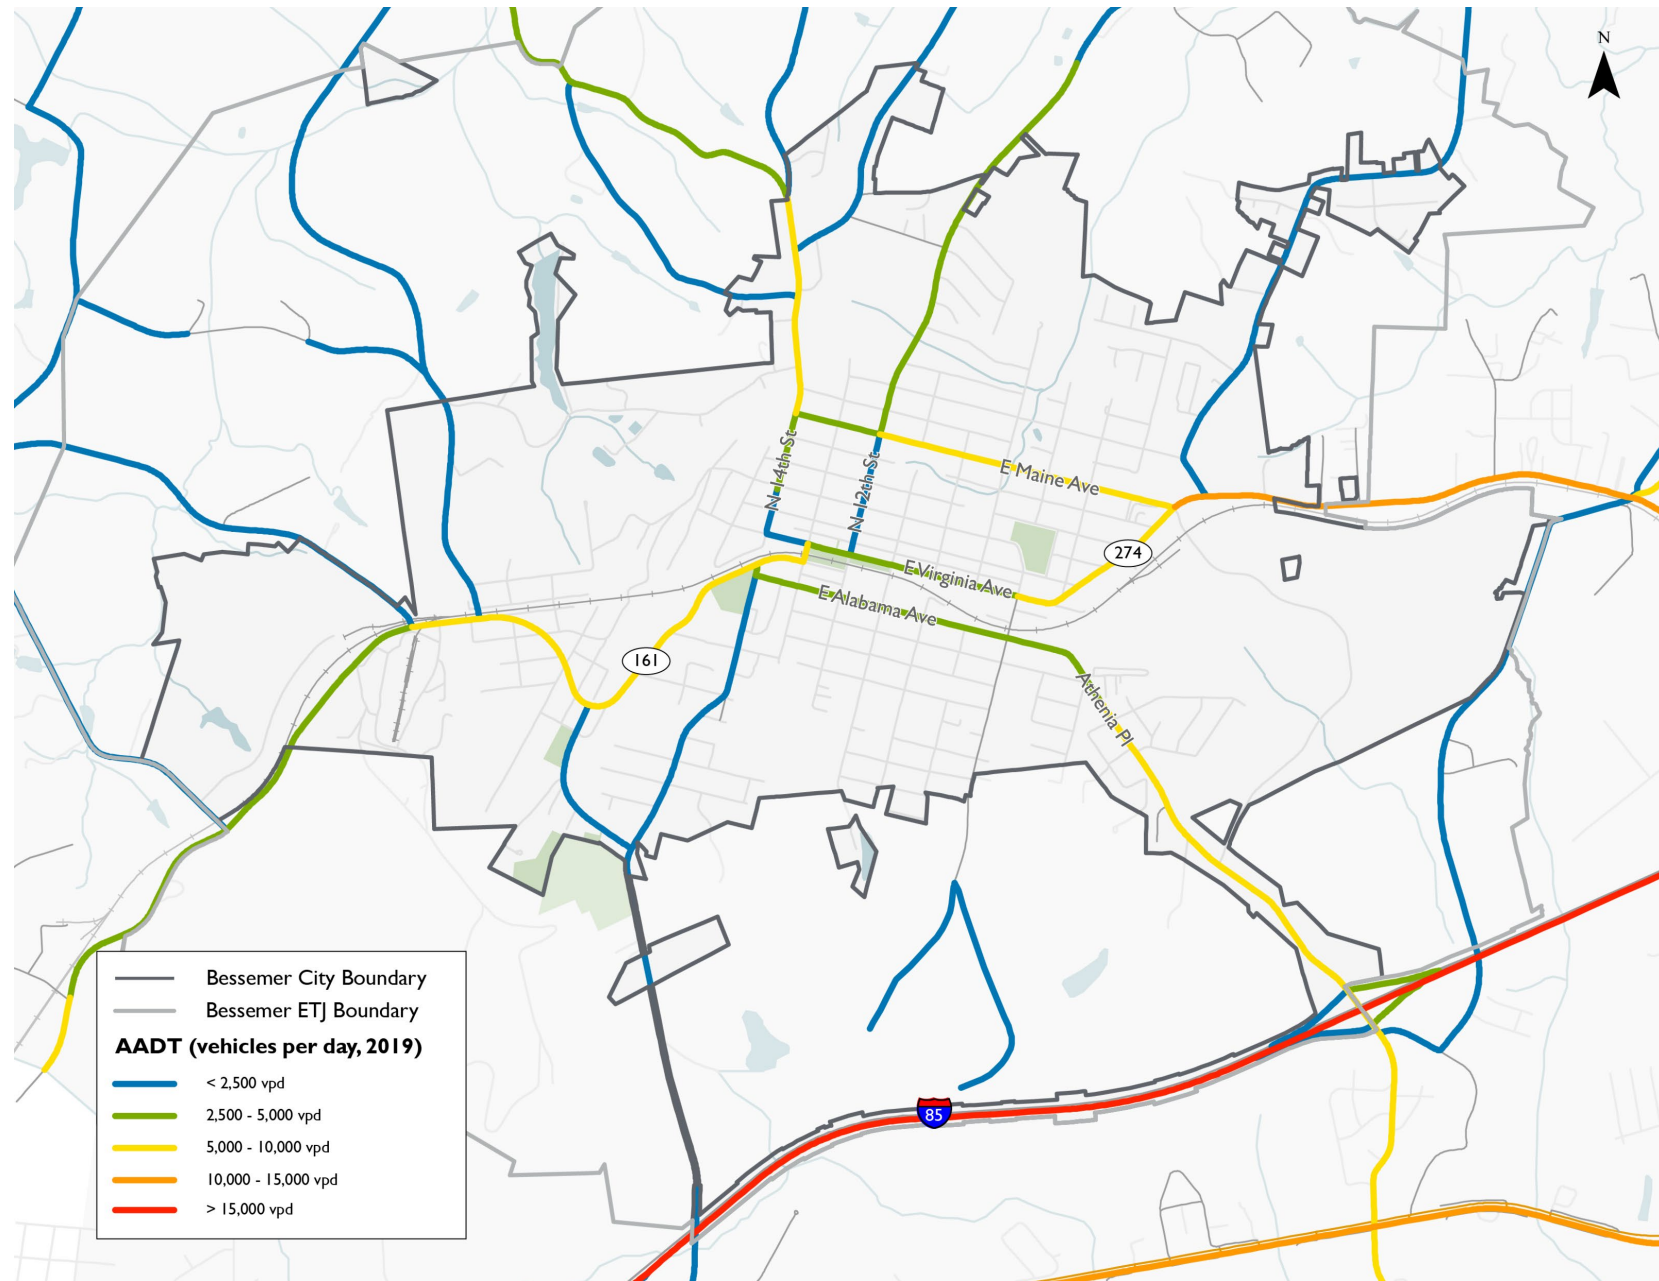 N
N 14th St
N 12th St
E Maine Ave
274
E Virginia Ave
E Alabama Ave
161
Athenia Pl
85
Bessemer City Boundary
Bessemer ETJ Boundary
AADT (vehicles per day, 2019)
< 2,500 vpd
2,500 - 5,000 vpd
5,000 - 10,000 vpd
10,000 - 15,000 vpd
> 15,000 vpd